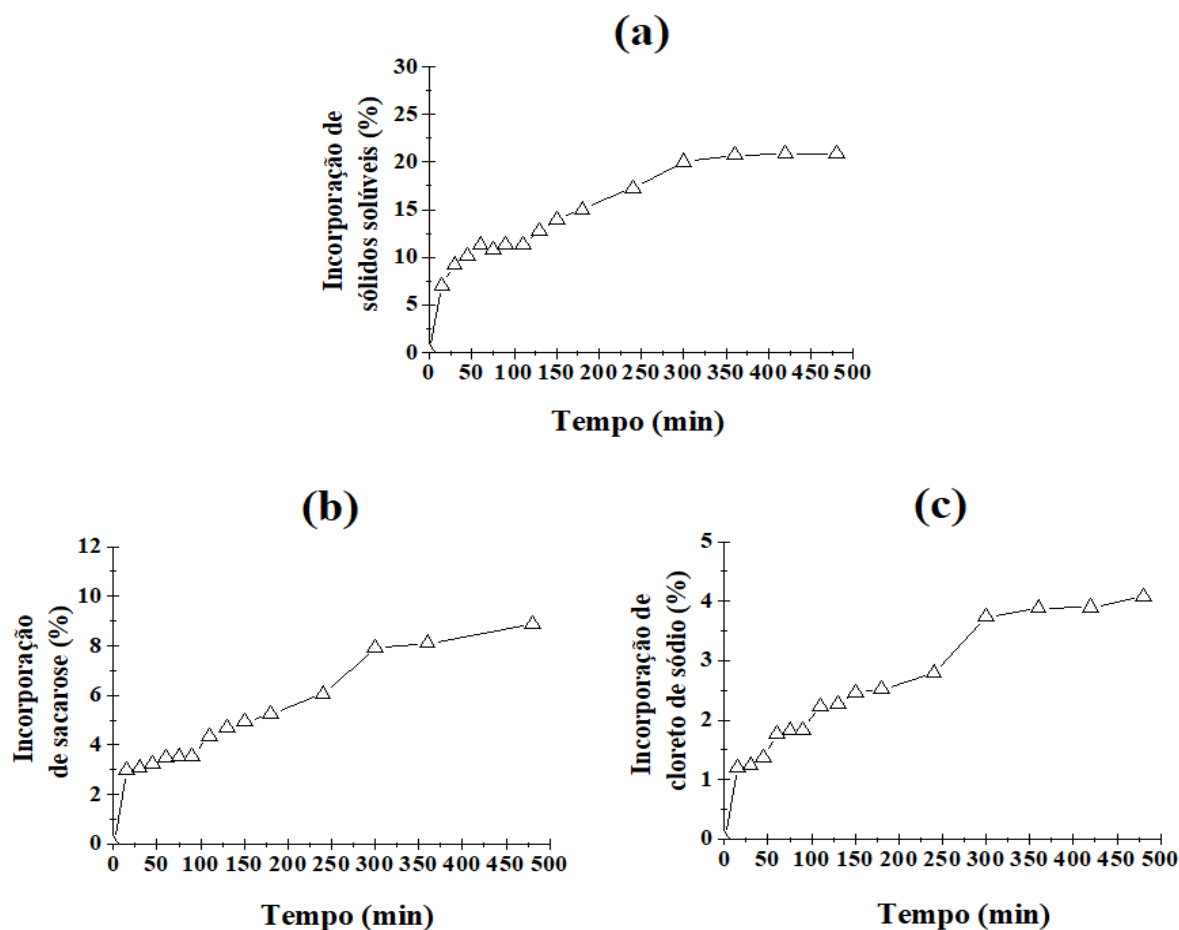 (a)
Incorporação de
sólidos solúveis (%)
30
25
20
15
10
5
0
0 50 100 150 200 250 300 350 400 450 500
Tempo (min)
(b)
Incorporação
de sacarose (%)
12
10
8
6
4
2
0
0 50 100 150 200 250 300 350 400 450 500
Tempo (min)
(c)
Incorporação de
cloreto de sódio (%)
5
4
3
2
1
0
0 50 100 150 200 250 300 350 400 450 500
Tempo (min)